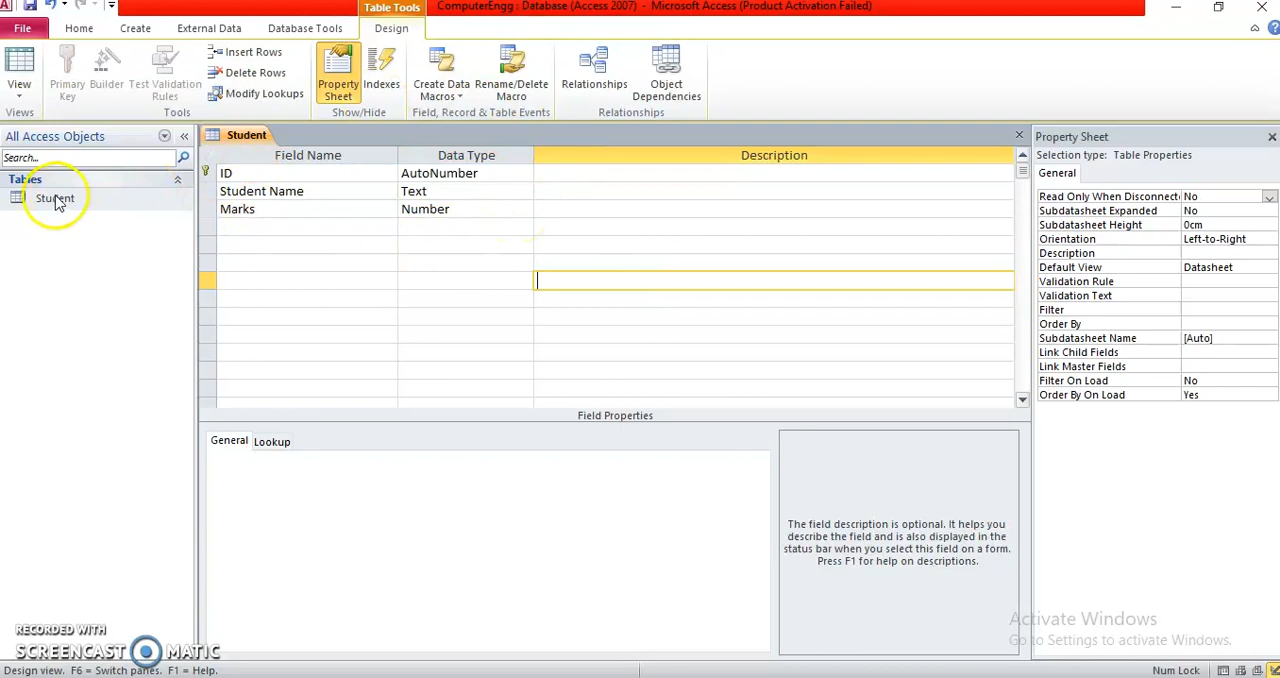 Table Tools
ComputerEngg : Database (Access 2007) - Microsoft Access (Product Activation Failed)
File Home Create External Data Database Tools Design
View
Primary Key
Builder
Test Validation Rules
Insert Rows
Delete Rows
Modify Lookups
Property Sheet
Indexes
Create Data Macros
Rename/Delete Macro
Relationships
Object Dependencies
Views
Tools
Show/Hide
Field, Record & Table Events
Relationships
All Access Objects
Search...
Tables
Student
Student
Field Name Data Type Description
ID AutoNumber
Student Name Text
Marks Number
Field Properties
General Lookup
The field description is optional. It helps you
describe the field and is also displayed in the
status bar when you select this field on a form.
Press F1 for help on descriptions.
Property Sheet
Selection type: Table Properties
General
Read Only When Disconnecte No
Subdatasheet Expanded No
Subdatasheet Height 0cm
Orientation Left-to-Right
Description
Default View Datasheet
Validation Rule
Validation Text
Filter
Order By
Subdatasheet Name [Auto]
Link Child Fields
Link Master Fields
Filter On Load No
Order By On Load Yes
Activate Windows
Go to Settings to activate Windows.
RECORDED WITH
SCREENCAST MATIC
Design view. F6 = Switch panes. F1 = Help.
Num Lock